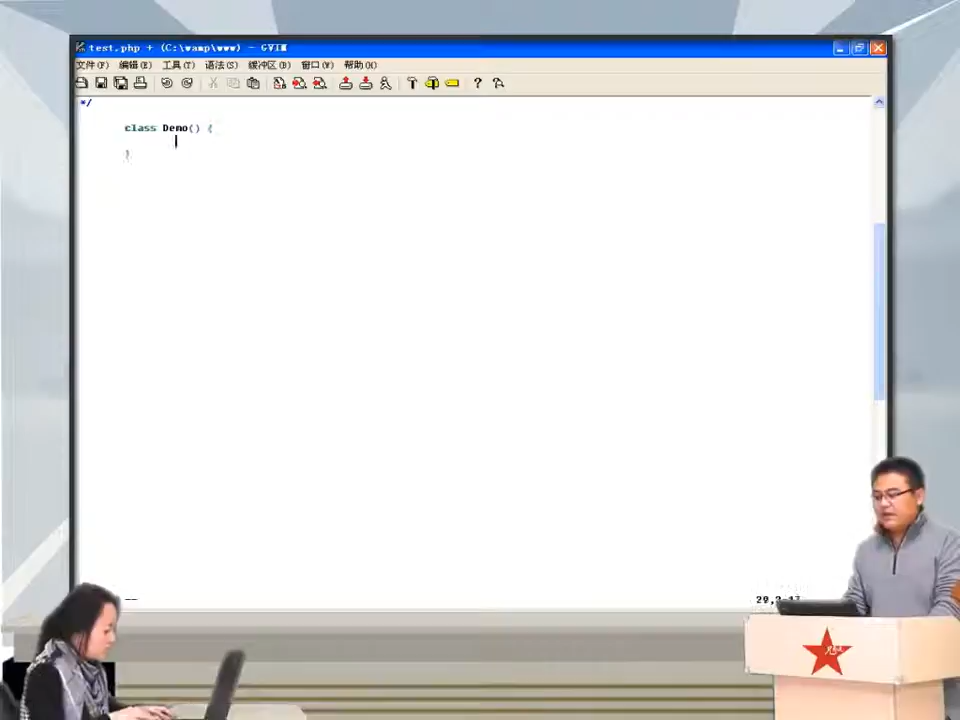 test.php + (C:\wamp\www) - GVIM
文件(F) 编辑(E) 工具(T) 语法(S) 缓冲区(B) 窗口(W) 帮助(H)
*/
class Demo() {
}